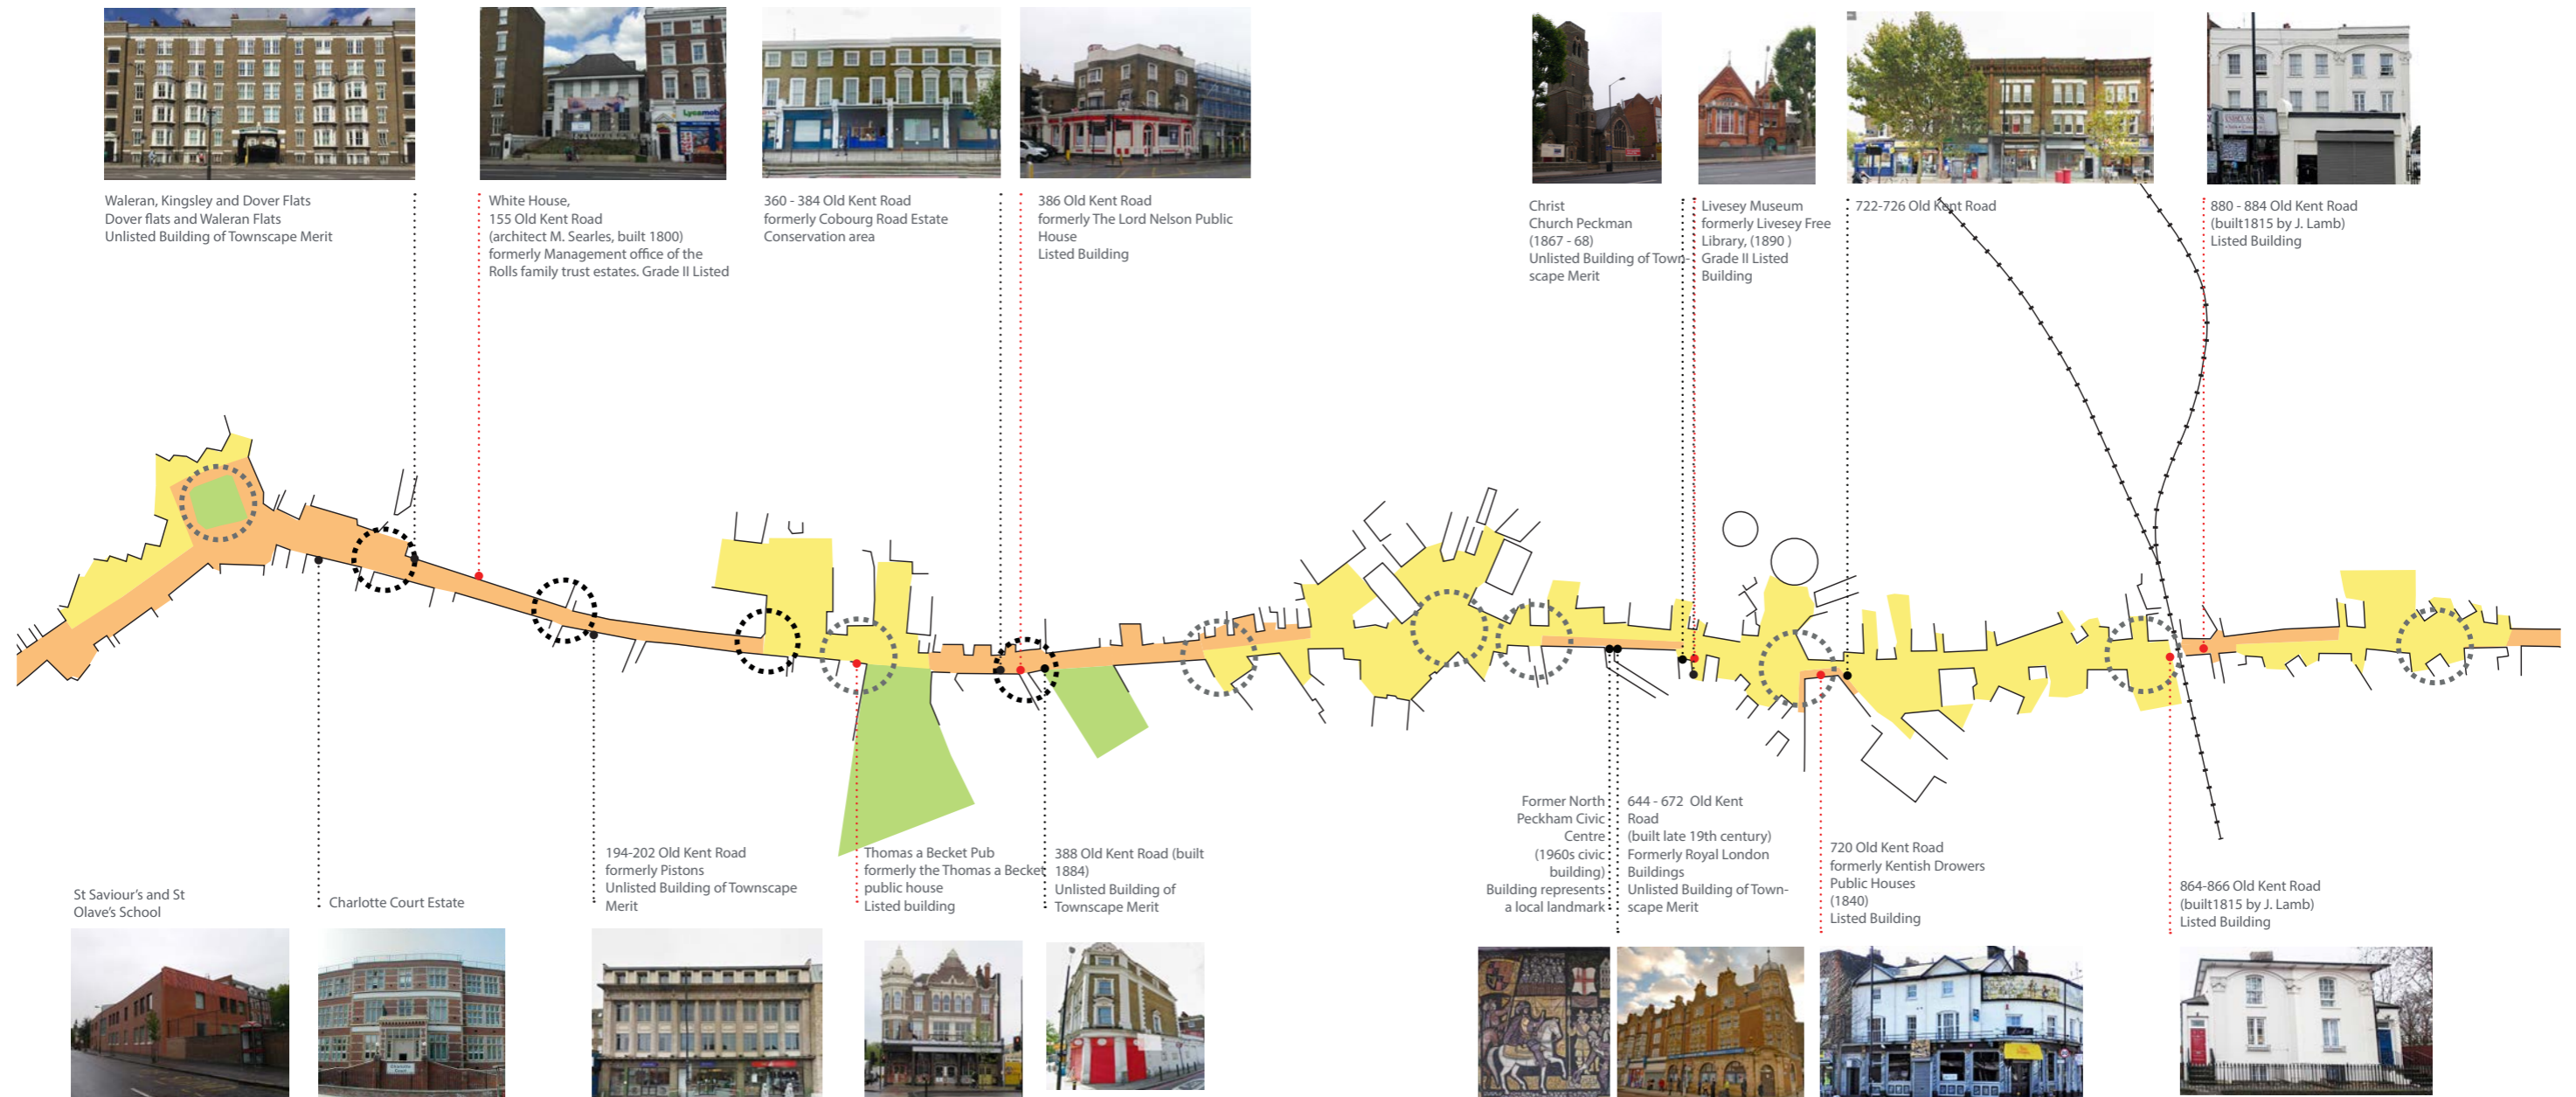 Waleran, Kingsley and Dover Flats
Dover flats and Waleran Flats
Unlisted Building of Townscape Merit
White House,
155 Old Kent Road
(architect M. Searles, built 1800)
formerly Management office of the
Rolls family trust estates. Grade II Listed
360 - 384 Old Kent Road
formerly Cobourg Road Estate
Conservation area
386 Old Kent Road
formerly The Lord Nelson Public
House
Listed Building
Christ
Church Peckman
(1867 - 68)
Unlisted Building of Town-
scape Merit
Livesey Museum
formerly Livesey Free
Library, (1890 )
Grade II Listed
Building
722-726 Old Kent Road
880 - 884 Old Kent Road
(built1815 by J. Lamb)
Listed Building
St Saviour's and St
Olave's School
Charlotte Court Estate
194-202 Old Kent Road
formerly Pistons
Unlisted Building of Townscape
Merit
Thomas a Becket Pub
formerly the Thomas a Becket
public house
Listed building
388 Old Kent Road (built
1884)
Unlisted Building of
Townscape Merit
Former North
Peckham Civic
Centre
(1960s civic
building)
Building represents
a local landmark
644 - 672 Old Kent
Road
(built late 19th century)
Formerly Royal London
Buildings
Unlisted Building of Town-
scape Merit
720 Old Kent Road
formerly Kentish Drowers
Public Houses
(1840)
Listed Building
864-866 Old Kent Road
(built1815 by J. Lamb)
Listed Building